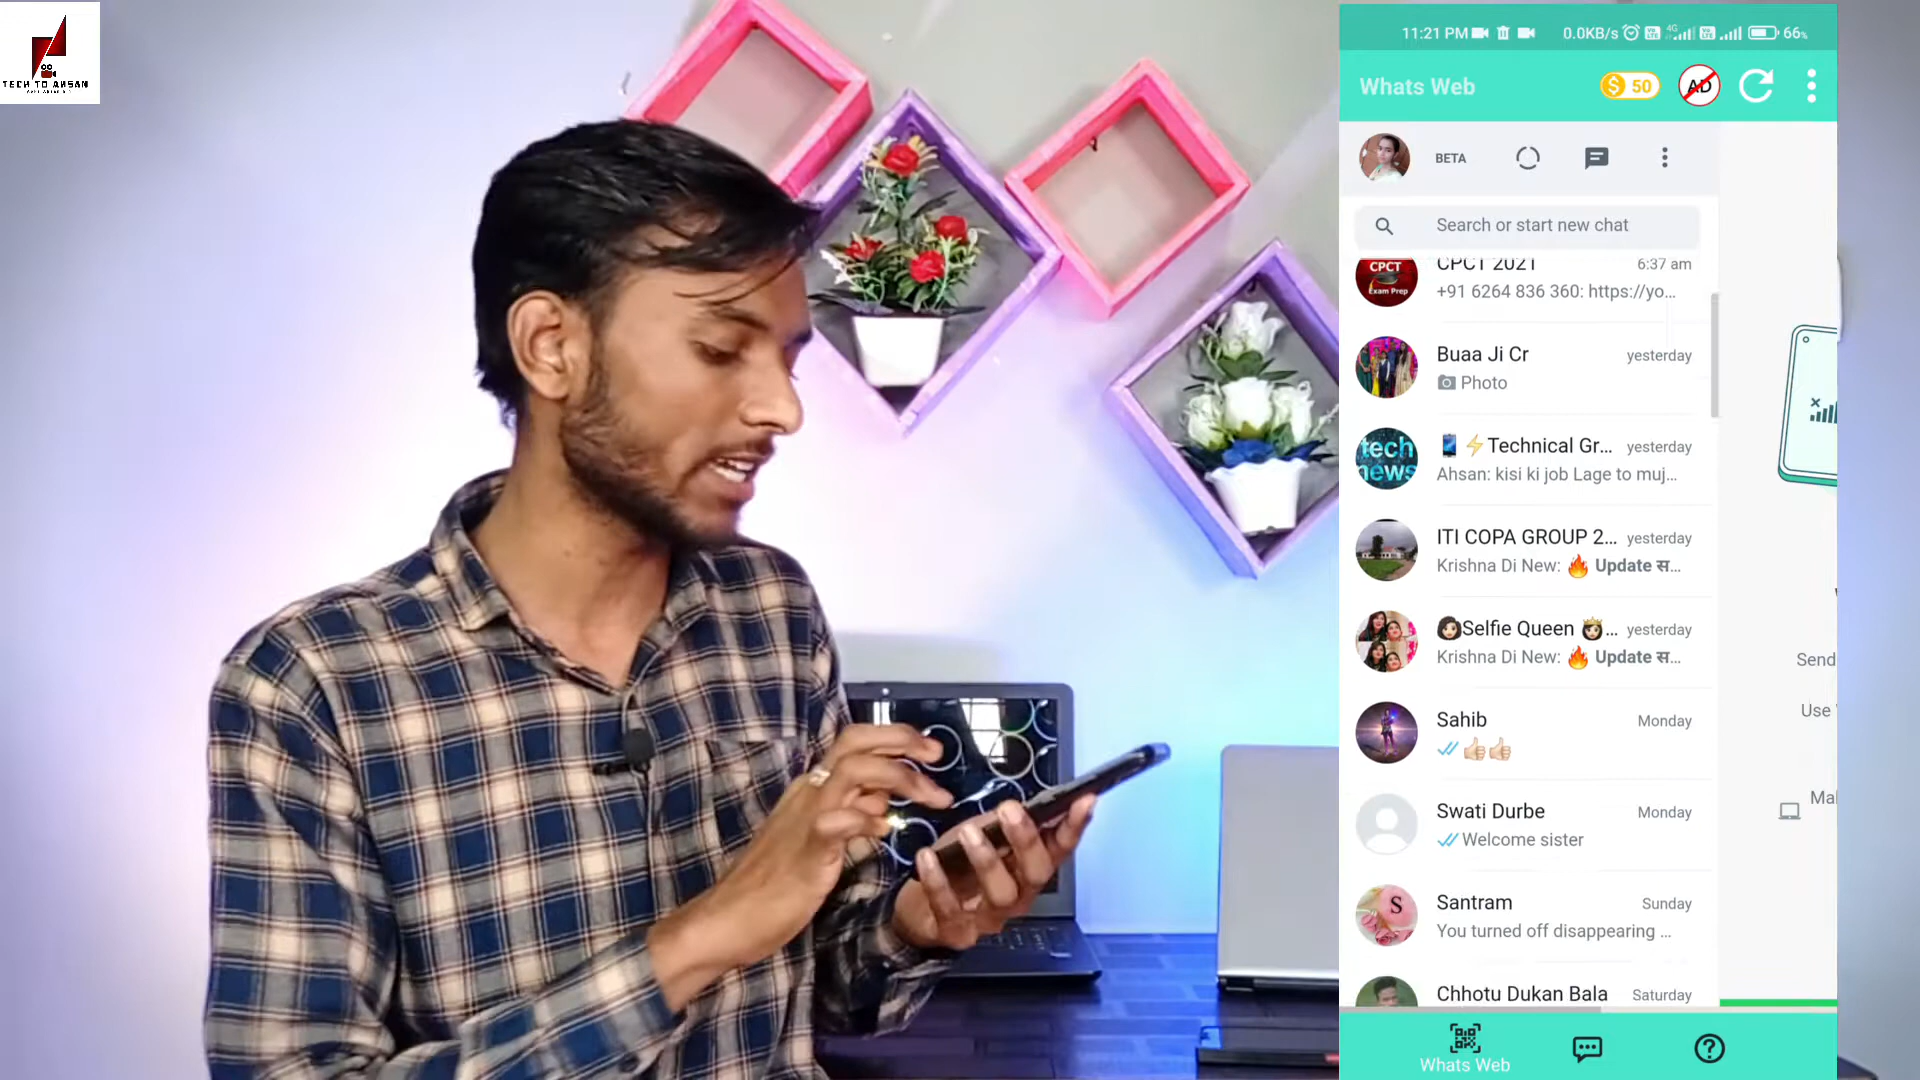 TECH TO AHSAN
11:21 PM 0.0KB/s 4G 66%
Whats Web 50 AD
BETA
Search or start new chat
CPCT 2021 6:37 am
CPCT
Exam Prep
+91 6264 836 360: https://yo...
Buaa Ji Cr yesterday
Photo
📱⚡Technical Gr... yesterday
tech
news
Ahsan: kisi ki job Lage to muj...
ITI COPA GROUP 2... yesterday
Krishna Di New: 🔥 Update स...
👩🏻Selfie Queen 👸🏻... yesterday
Krishna Di New: 🔥 Update स...
Sahib Monday
👍🏻👍🏻
Swati Durbe Monday
Welcome sister
Santram Sunday
S
You turned off disappearing ...
Chhotu Dukan Bala Saturday
Send
Use
Whats Web